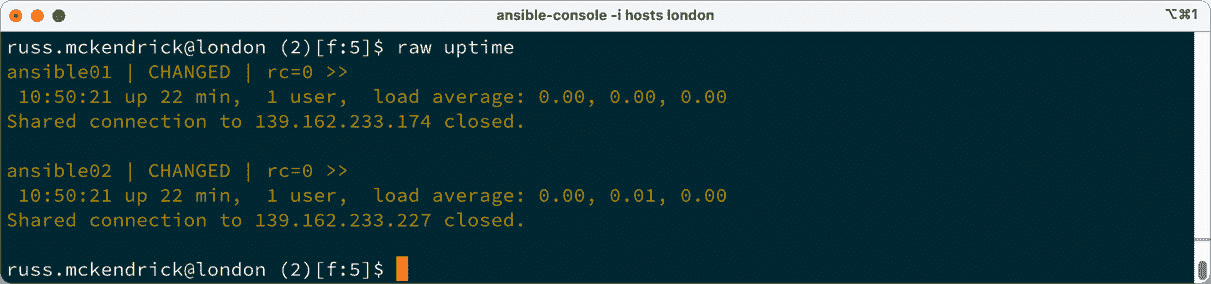 ansible-console -i hosts london
⌥⌘1
russ.mckendrick@london (2)[f:5]$ raw uptime
ansible01 | CHANGED | rc=0 >>
 10:50:21 up 22 min,  1 user,  load average: 0.00, 0.00, 0.00
Shared connection to 139.162.233.174 closed.

ansible02 | CHANGED | rc=0 >>
 10:50:21 up 22 min,  1 user,  load average: 0.00, 0.01, 0.00
Shared connection to 139.162.233.227 closed.

russ.mckendrick@london (2)[f:5]$